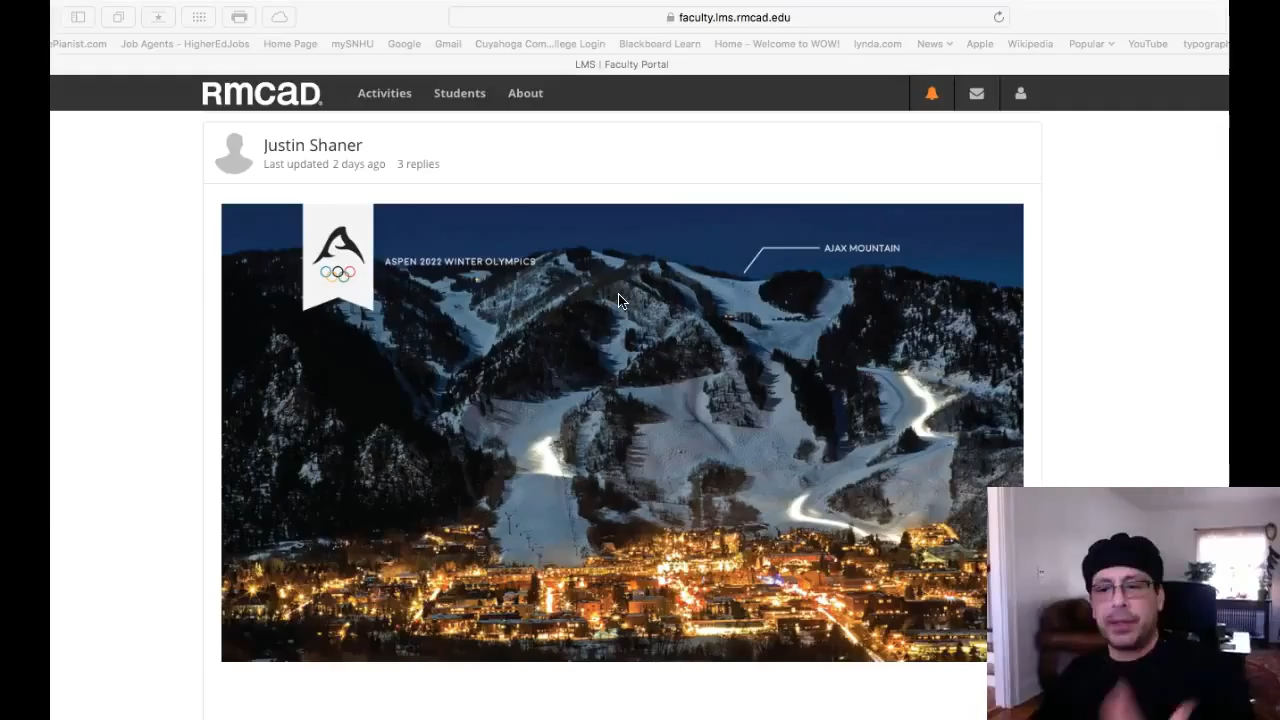 faculty.lms.rmcad.edu
ePianist.com Job Agents – HigherEdJobs Home Page mySNHU Google Gmail Cuyahoga Com...llege Login Blackboard Learn Home – Welcome to WOW! lynda.com News Apple Wikipedia Popular YouTube typograph
LMS | Faculty Portal
RMCAD Activities Students About
Justin Shaner
Last updated 2 days ago 3 replies
AJAX MOUNTAIN
ASPEN 2022 WINTER OLYMPICS